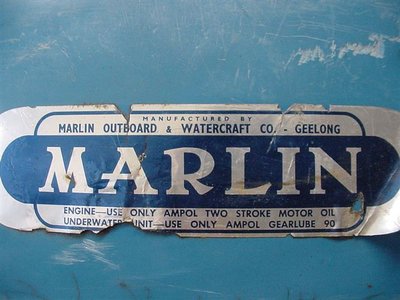 MANUFACTURED BY
MARLIN OUTBOARD & WATERCRAFT CO. - GEELONG
MARLIN
ENGINE—USE ONLY AMPOL TWO STROKE MOTOR OIL
UNDERWATER UNIT—USE ONLY AMPOL GEARLUBE 90